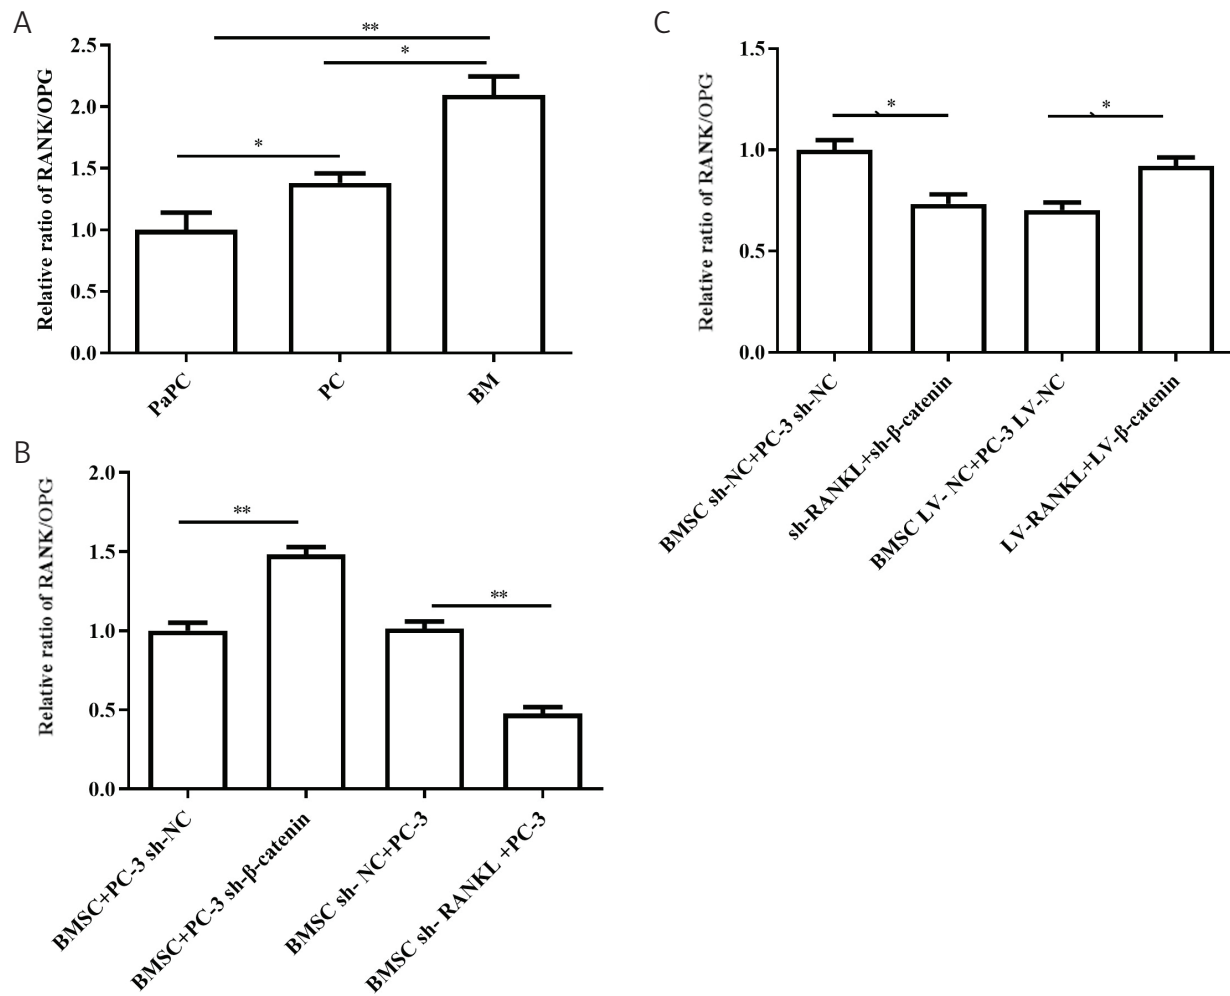 A
Relative ratio of RANK/OPG
2.5
2.0
1.5
1.0
0.5
0.0
**
*
*
PaPC
PC
BM
B
Relative ratio of RANK/OPG
2.0
1.5
1.0
0.5
0.0
**
**
BMSC+PC-3 sh-NC
BMSC+PC-3 sh-β-catenin
BMSC sh- NC+PC-3
BMSC sh- RANKL +PC-3
C
Relative ratio of RANK/OPG
1.5
1.0
0.5
0.0
*
*
BMSC sh-NC+PC-3 sh-NC
sh-RANKL+sh-β-catenin
BMSC LV- NC+PC-3 LV-NC
LV-RANKL+LV-β-catenin